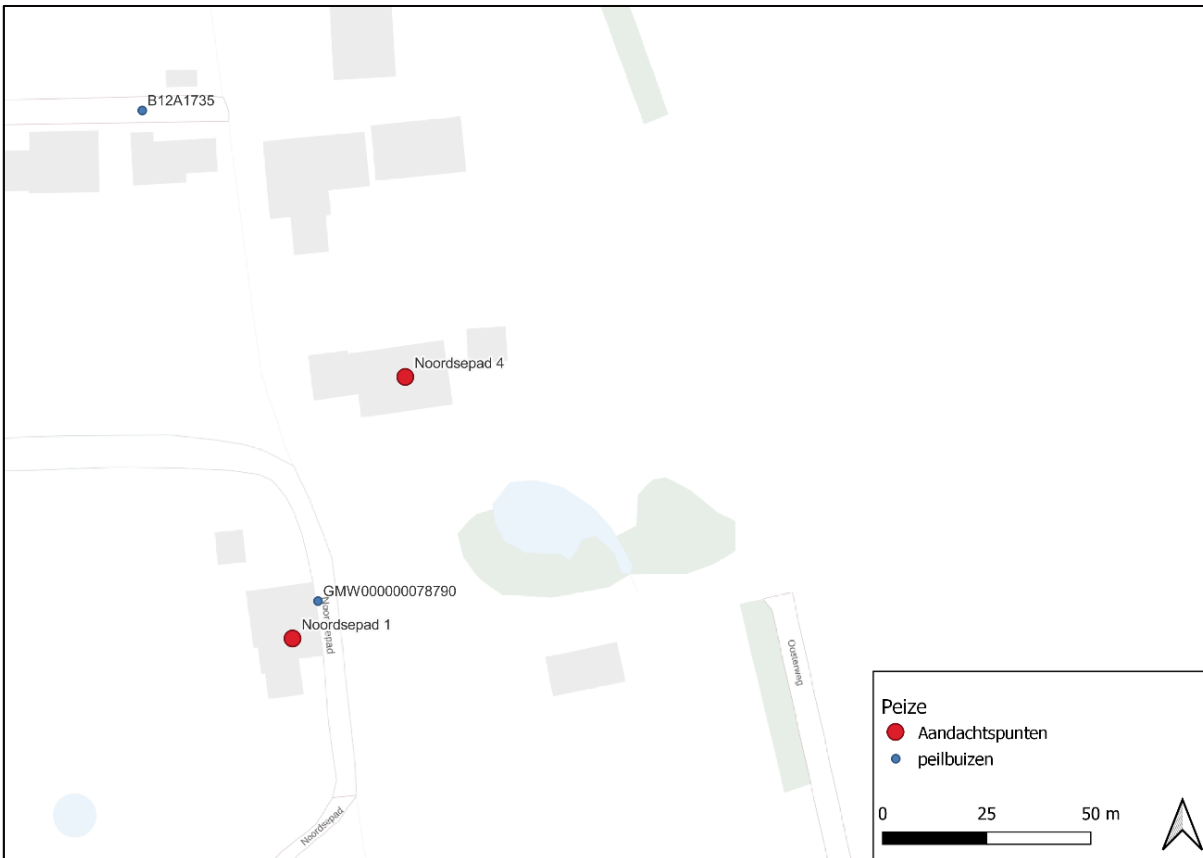 B12A1735
Noordsepad 4
GMW000000078790
Noordsepad
Noordsepad 1
Oosterweg
Noordsepad
Peize
Aandachtspunten
peilbuizen
0 25 50 m